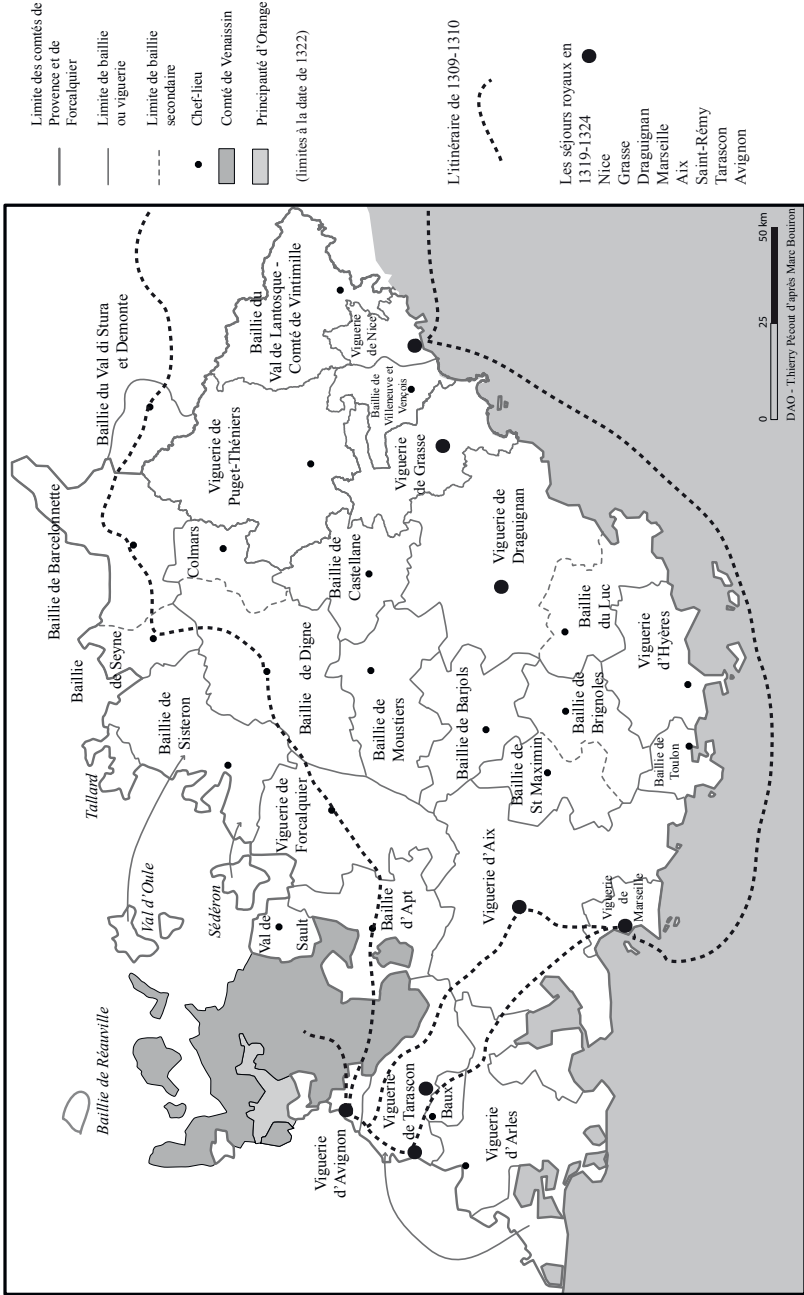 Limite des comtés de
Provence et de
Forcalquier
Limite de baillie
ou viguerie
Limite de baillie
secondaire
Chef-lieu
Comté de Venaissin
Principauté d'Orange
(limites à la date de 1322)
L'itinéraire de 1309-1310
Les séjours royaux en
1319-1324
Nice
Grasse
Draguignan
Marseille
Aix
Saint-Rémy
Tarascon
Avignon
Baillie de Réauville
Val d'Oule
Tallard
Sédéron
Baillie
de Seyne
Baillie de Barcelonnette
Baillie du Val di Stura
et Demonte
Baillie de
Sisteron
Colmars
Viguerie de
Puget-Théniers
Baillie du
Val de Lantosque -
Comté de Vintimille
Val de
Sault
Viguerie de
Forcalquier
Baillie de Digne
Baillie de
Castellane
Viguerie
de Nice
Baillie de
Villeneuve et
Vençois
Viguerie
de Grasse
Viguerie
d'Avignon
Baillie
d'Apt
Baillie de
Moustiers
Viguerie
de Tarascon
Baux
Viguerie
d'Arles
Viguerie d'Aix
Baillie de Barjols
Viguerie de
Draguignan
Baillie de
St Maximin
Baillie de
Brignoles
Baillie
du Luc
Viguerie
de
Marseille
Baillie de
Toulon
Viguerie
d'Hyères
0 25 50 km
DAO - T.hierry Pécout d'après Marc Bouiron